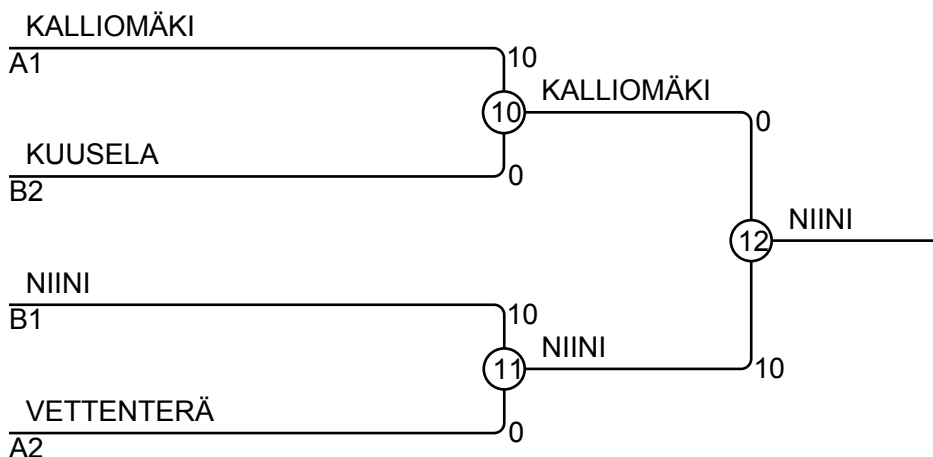 KALLIOMÄKI
A1
10
10
KALLIOMÄKI
0
KUUSELA
B2
0
12
NIINI
NIINI
B1
10
11
NIINI
10
VETTENTERÄ
A2
0